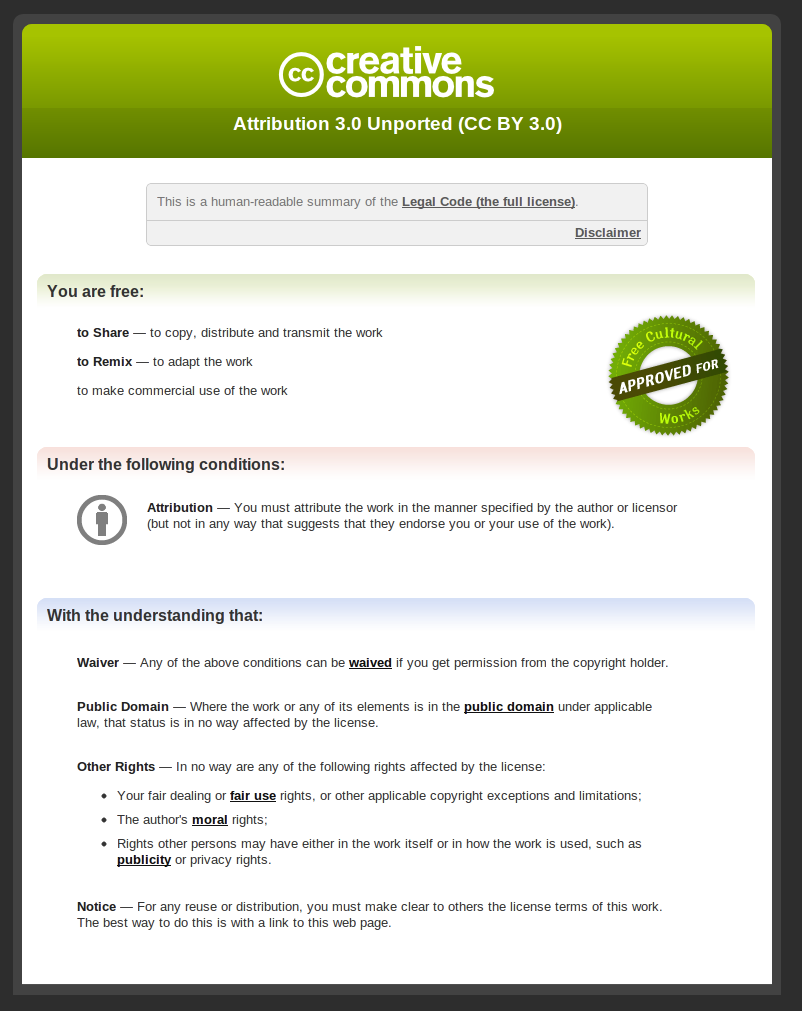 cc creative
commons
Attribution 3.0 Unported (CC BY 3.0)
This is a human-readable summary of the Legal Code (the full license).
Disclaimer
You are free:
to Share — to copy, distribute and transmit the work
to Remix — to adapt the work
to make commercial use of the work
Free Cultural
APPROVED FOR
Works
Under the following conditions:
Attribution — You must attribute the work in the manner specified by the author or licensor
(but not in any way that suggests that they endorse you or your use of the work).
With the understanding that:
Waiver — Any of the above conditions can be waived if you get permission from the copyright holder.
Public Domain — Where the work or any of its elements is in the public domain under applicable
law, that status is in no way affected by the license.
Other Rights — In no way are any of the following rights affected by the license:
• Your fair dealing or fair use rights, or other applicable copyright exceptions and limitations;
• The author's moral rights;
• Rights other persons may have either in the work itself or in how the work is used, such as
publicity or privacy rights.
Notice — For any reuse or distribution, you must make clear to others the license terms of this work.
The best way to do this is with a link to this web page.